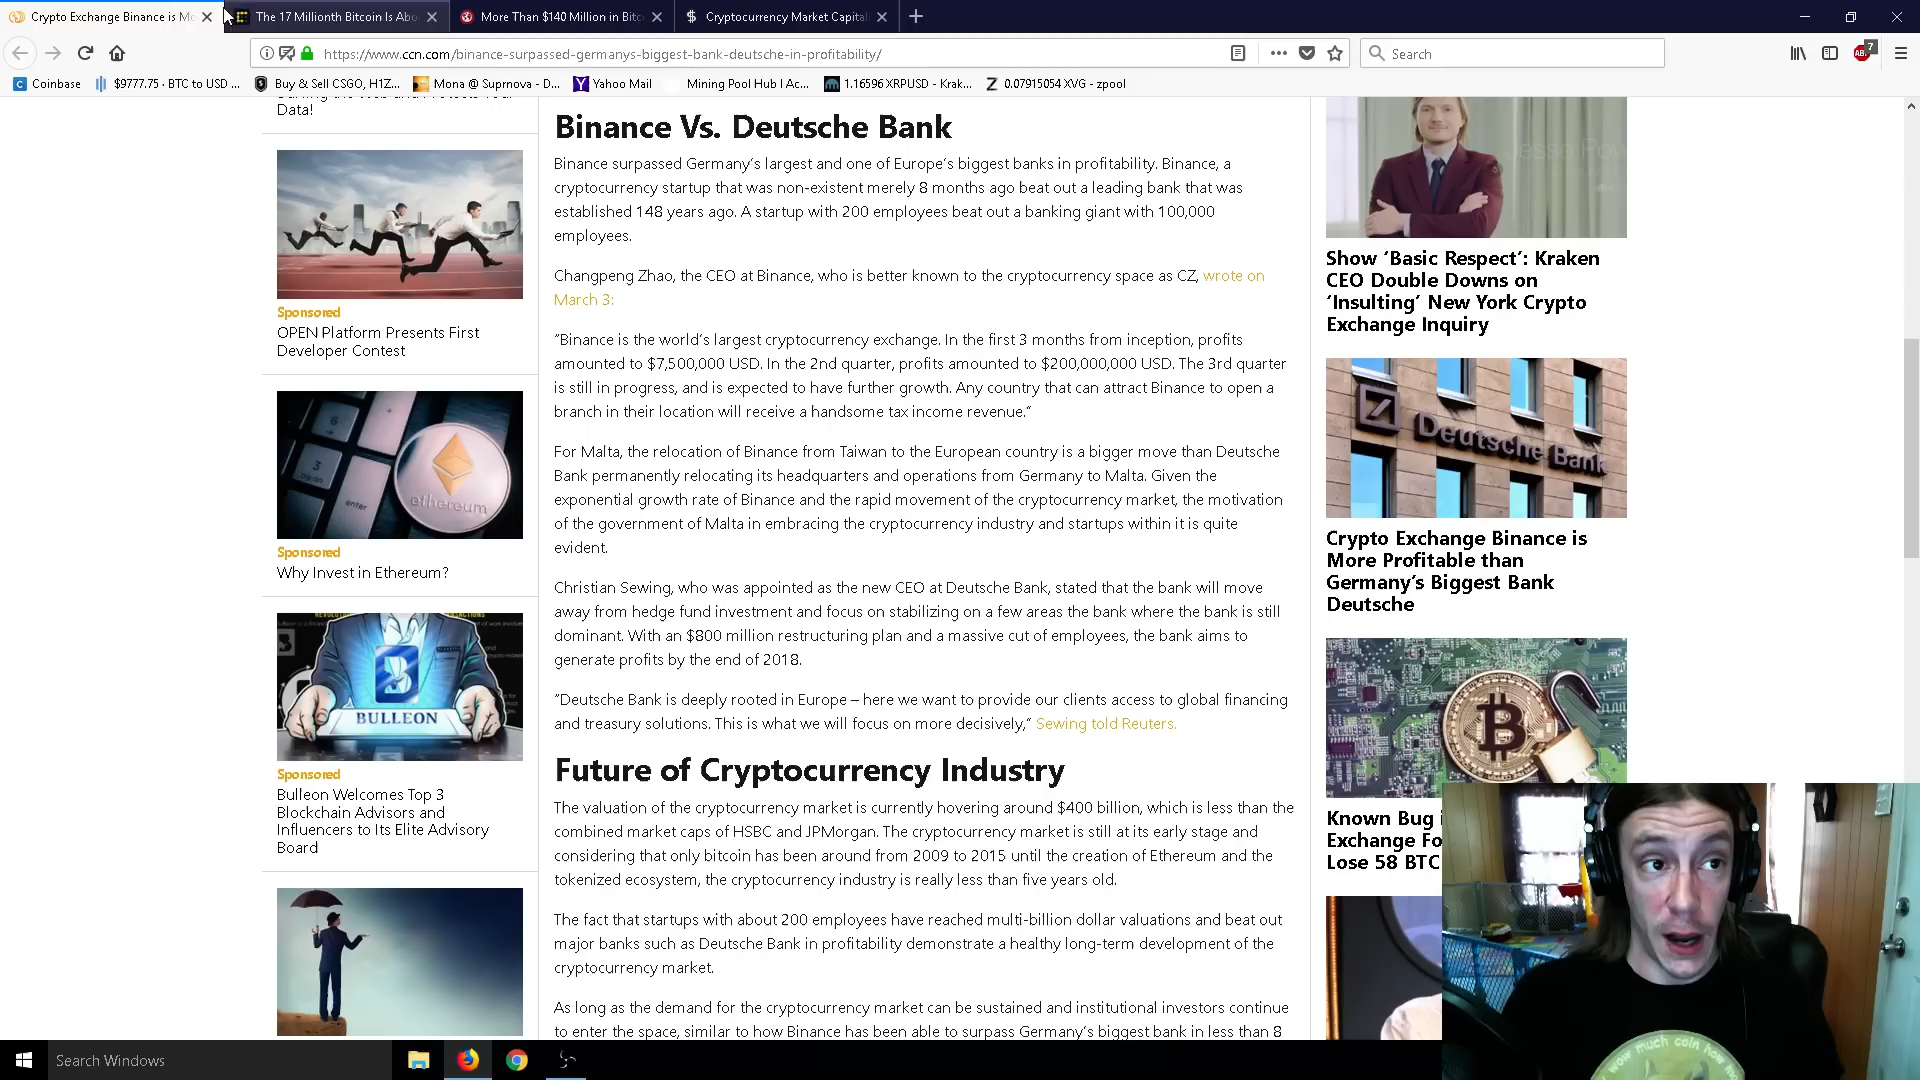 Crypto Exchange Binance is Mo
The 17 Millionth Bitcoin Is Abo
More Than $140 Million in Bitc
Cryptocurrency Market Capital
https://www.ccn.com/binance-surpassed-germanys-biggest-bank-deutsche-in-profitability/
Search
7
Coinbase
$9777.75 · BTC to USD ...
Buy & Sell CSGO, H1Z...
Mona @ Suprnova - D...
Yahoo Mail
Mining Pool Hub l Ac...
1.16596 XRPUSD - Krak...
0.07915054 XVG - zpool
Data!
Sponsored
OPEN Platform Presents First
Developer Contest
ethereum
Sponsored
Why Invest in Ethereum?
BULLEON
Sponsored
Bulleon Welcomes Top 3
Blockchain Advisors and
Influencers to Its Elite Advisory
Board
Binance Vs. Deutsche Bank
Binance surpassed Germany’s largest and one of Europe’s biggest banks in profitability. Binance, a
cryptocurrency startup that was non-existent merely 8 months ago beat out a leading bank that was
established 148 years ago. A startup with 200 employees beat out a banking giant with 100,000
employees.
Changpeng Zhao, the CEO at Binance, who is better known to the cryptocurrency space as CZ, wrote on
March 3:
“Binance is the world’s largest cryptocurrency exchange. In the first 3 months from inception, profits
amounted to $7,500,000 USD. In the 2nd quarter, profits amounted to $200,000,000 USD. The 3rd quarter
is still in progress, and is expected to have further growth. Any country that can attract Binance to open a
branch in their location will receive a handsome tax income revenue.”
For Malta, the relocation of Binance from Taiwan to the European country is a bigger move than Deutsche
Bank permanently relocating its headquarters and operations from Germany to Malta. Given the
exponential growth rate of Binance and the rapid movement of the cryptocurrency market, the motivation
of the government of Malta in embracing the cryptocurrency industry and startups within it is quite
evident.
Christian Sewing, who was appointed as the new CEO at Deutsche Bank, stated that the bank will move
away from hedge fund investment and focus on stabilizing on a few areas the bank where the bank is still
dominant. With an $800 million restructuring plan and a massive cut of employees, the bank aims to
generate profits by the end of 2018.
“Deutsche Bank is deeply rooted in Europe – here we want to provide our clients access to global financing
and treasury solutions. This is what we will focus on more decisively,” Sewing told Reuters.
Future of Cryptocurrency Industry
The valuation of the cryptocurrency market is currently hovering around $400 billion, which is less than the
combined market caps of HSBC and JPMorgan. The cryptocurrency market is still at its early stage and
considering that only bitcoin has been around from 2009 to 2015 until the creation of Ethereum and the
tokenized ecosystem, the cryptocurrency industry is really less than five years old.
The fact that startups with about 200 employees have reached multi-billion dollar valuations and beat out
major banks such as Deutsche Bank in profitability demonstrate a healthy long-term development of the
cryptocurrency market.
As long as the demand for the cryptocurrency market can be sustained and institutional investors continue
to enter the space, similar to how Binance has been able to surpass Germany’s biggest bank in less than 8
Show ‘Basic Respect’: Kraken
CEO Double Downs on
‘Insulting’ New York Crypto
Exchange Inquiry
Deutsche Bank
Crypto Exchange Binance is
More Profitable than
Germany’s Biggest Bank
Deutsche
Known Bug i
Exchange Fo
Lose 58 BTC
wow much coin how m
Search Windows